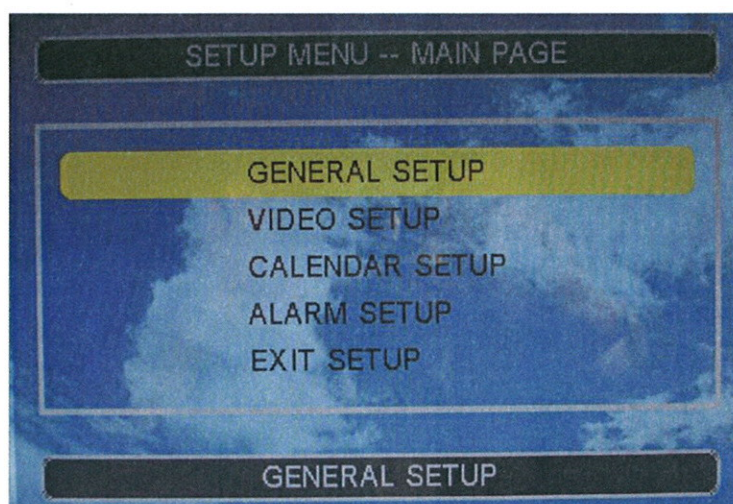 SETUP MENU -- MAIN PAGE
GENERAL SETUP
VIDEO SETUP
CALENDAR SETUP
ALARM SETUP
EXIT SETUP
GENERAL SETUP